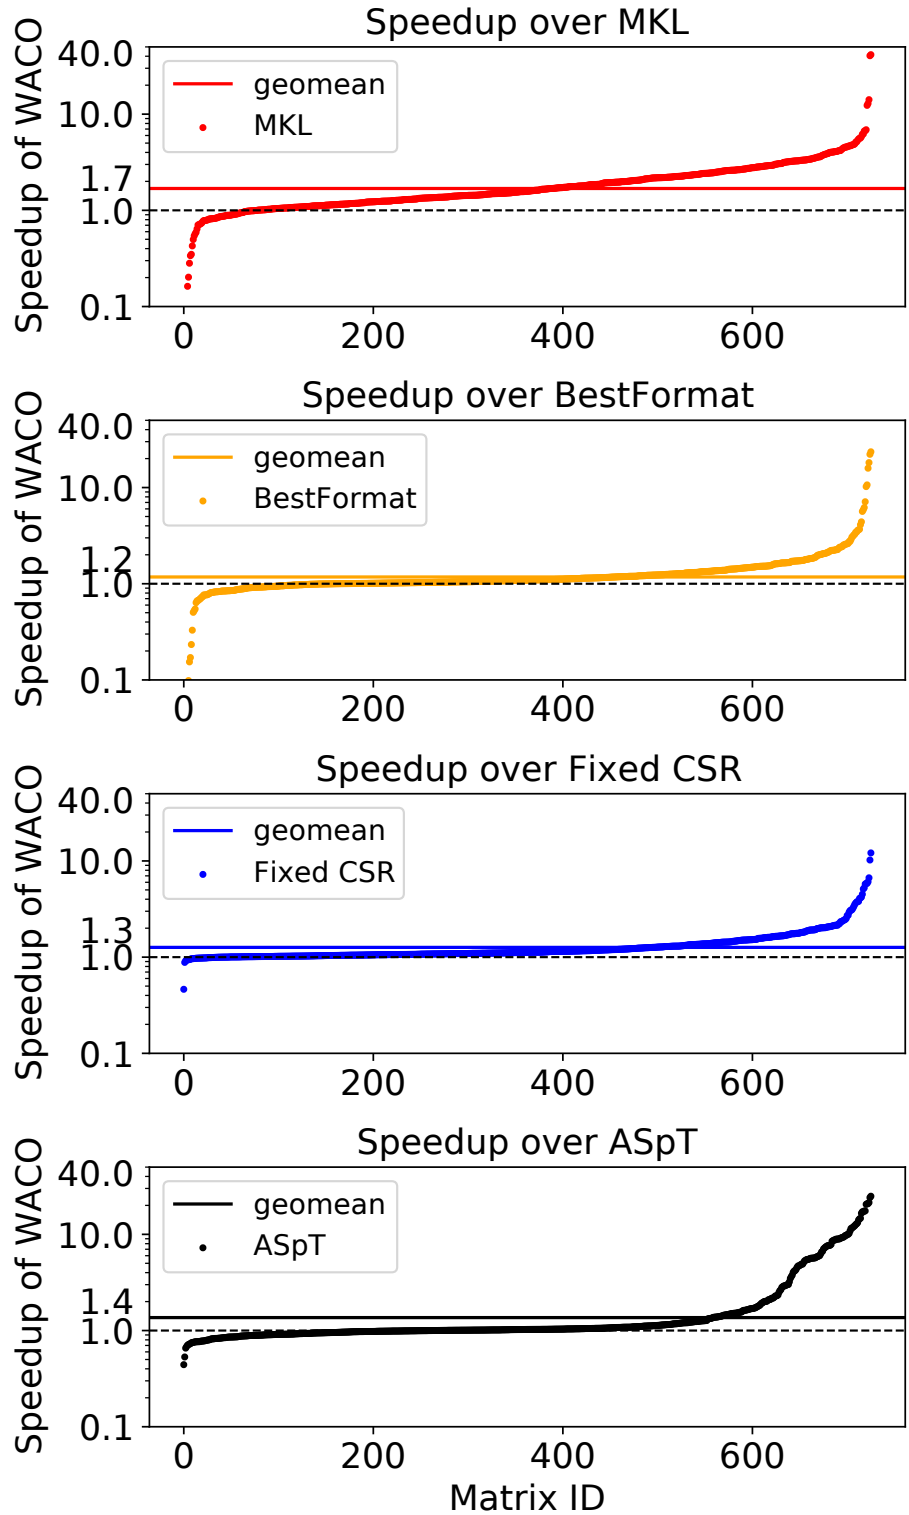 Speedup over MKL
Speedup of WACO
40.0
10.0
1.7
1.0
0.1
geomean
MKL
0 200 400 600
Speedup over BestFormat
Speedup of WACO
40.0
10.0
1.2
1.0
0.1
geomean
BestFormat
0 200 400 600
Speedup over Fixed CSR
Speedup of WACO
40.0
10.0
1.3
1.0
0.1
geomean
Fixed CSR
0 200 400 600
Speedup over ASpT
Speedup of WACO
40.0
10.0
1.4
1.0
0.1
geomean
ASpT
0 200 400 600
Matrix ID